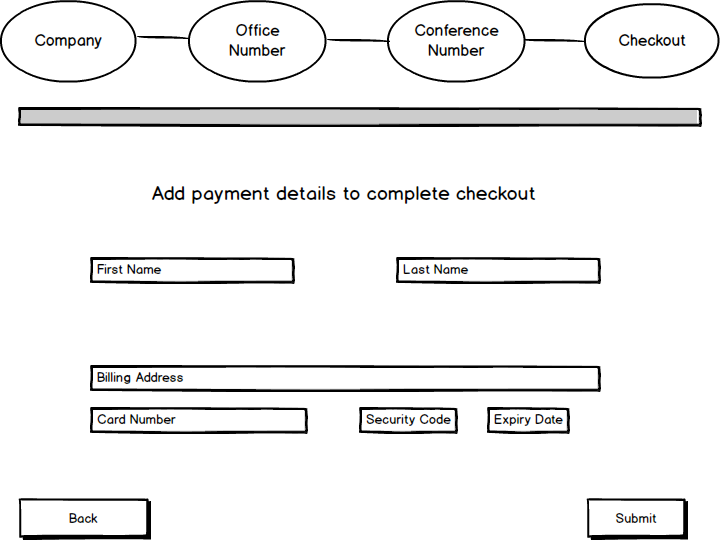 Company
Office
Number
Conference
Number
Checkout
Add payment details to complete checkout
First Name
Last Name
Billing Address
Card Number
Security Code
Expiry Date
Back
Submit